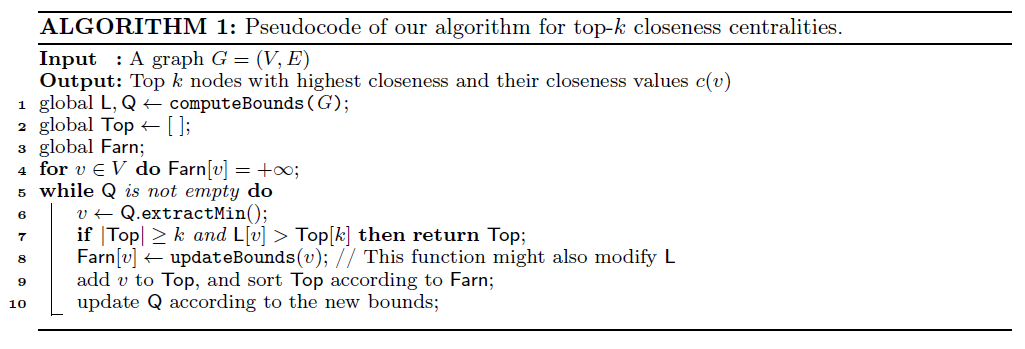 ALGORITHM 1: Pseudocode of our algorithm for top-k closeness centralities.
Input : A graph G = (V, E)
Output: Top k nodes with highest closeness and their closeness values c(v)
1 global L, Q ← computeBounds(G);
2 global Top ← [ ];
3 global Farn;
4 for v ∈ V do Farn[v] = +∞;
5 while Q is not empty do
6 v ← Q.extractMin();
7 if |Top| ≥ k and L[v] > Top[k] then return Top;
8 Farn[v] ← updateBounds(v); // This function might also modify L
9 add v to Top, and sort Top according to Farn;
10 update Q according to the new bounds;